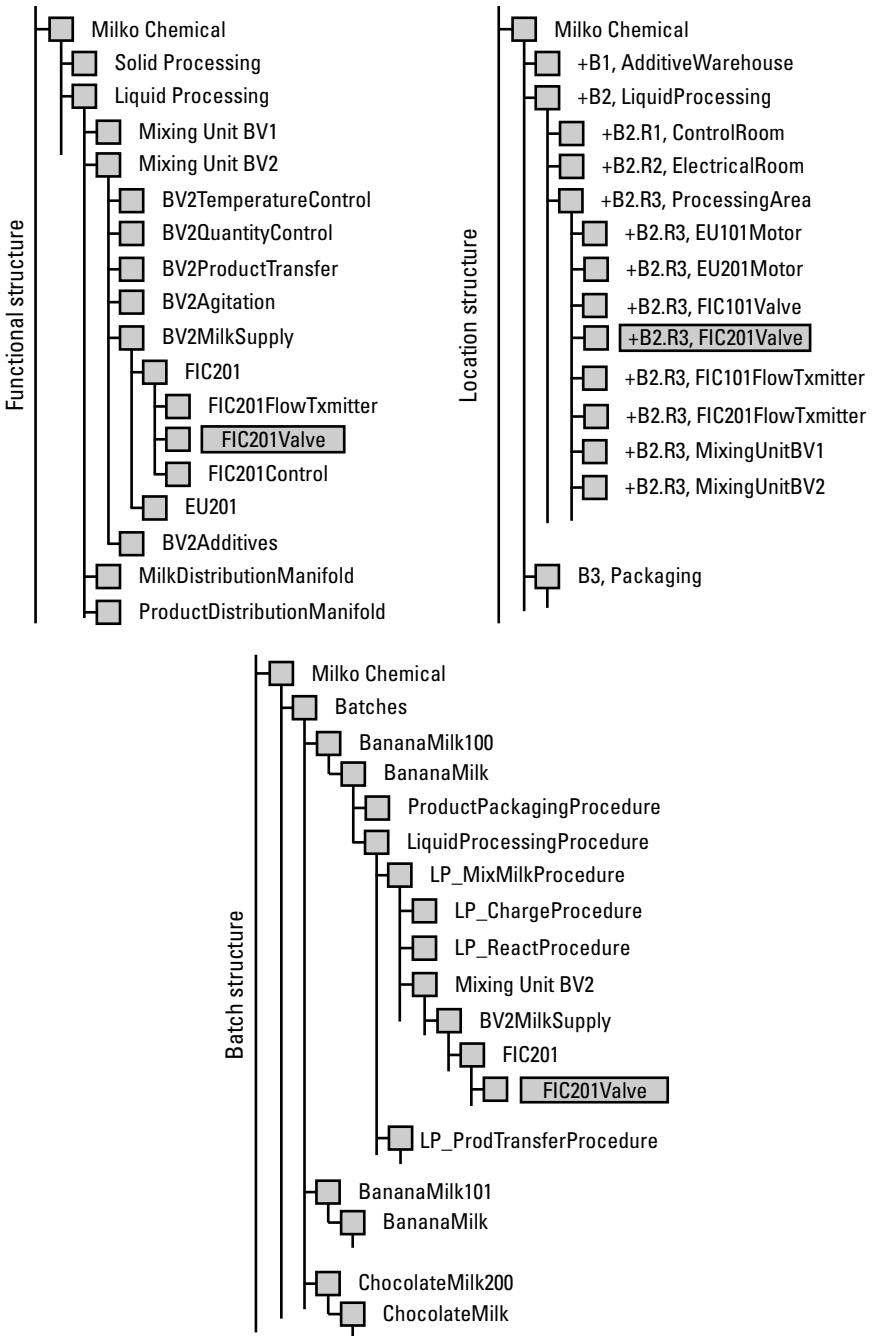 Functional structure
Milko Chemical
Solid Processing
Liquid Processing
Mixing Unit BV1
Mixing Unit BV2
BV2TemperatureControl
BV2QuantityControl
BV2ProductTransfer
BV2Agitation
BV2MilkSupply
FIC201
FIC201FlowTxmitter
FIC201Valve
FIC201Control
EU201
BV2Additives
MilkDistributionManifold
ProductDistributionManifold
Location structure
Milko Chemical
+B1, AdditiveWarehouse
+B2, LiquidProcessing
+B2.R1, ControlRoom
+B2.R2, ElectricalRoom
+B2.R3, ProcessingArea
+B2.R3, EU101Motor
+B2.R3, EU201Motor
+B2.R3, FIC101Valve
+B2.R3, FIC201Valve
+B2.R3, FIC101FlowTxmitter
+B2.R3, FIC201FlowTxmitter
+B2.R3, MixingUnitBV1
+B2.R3, MixingUnitBV2
B3, Packaging
Batch structure
Milko Chemical
Batches
BananaMilk100
BananaMilk
ProductPackagingProcedure
LiquidProcessingProcedure
LP_MixMilkProcedure
LP_ChargeProcedure
LP_ReactProcedure
Mixing Unit BV2
BV2MilkSupply
FIC201
FIC201Valve
LP_ProdTransferProcedure
BananaMilk101
BananaMilk
ChocolateMilk200
ChocolateMilk